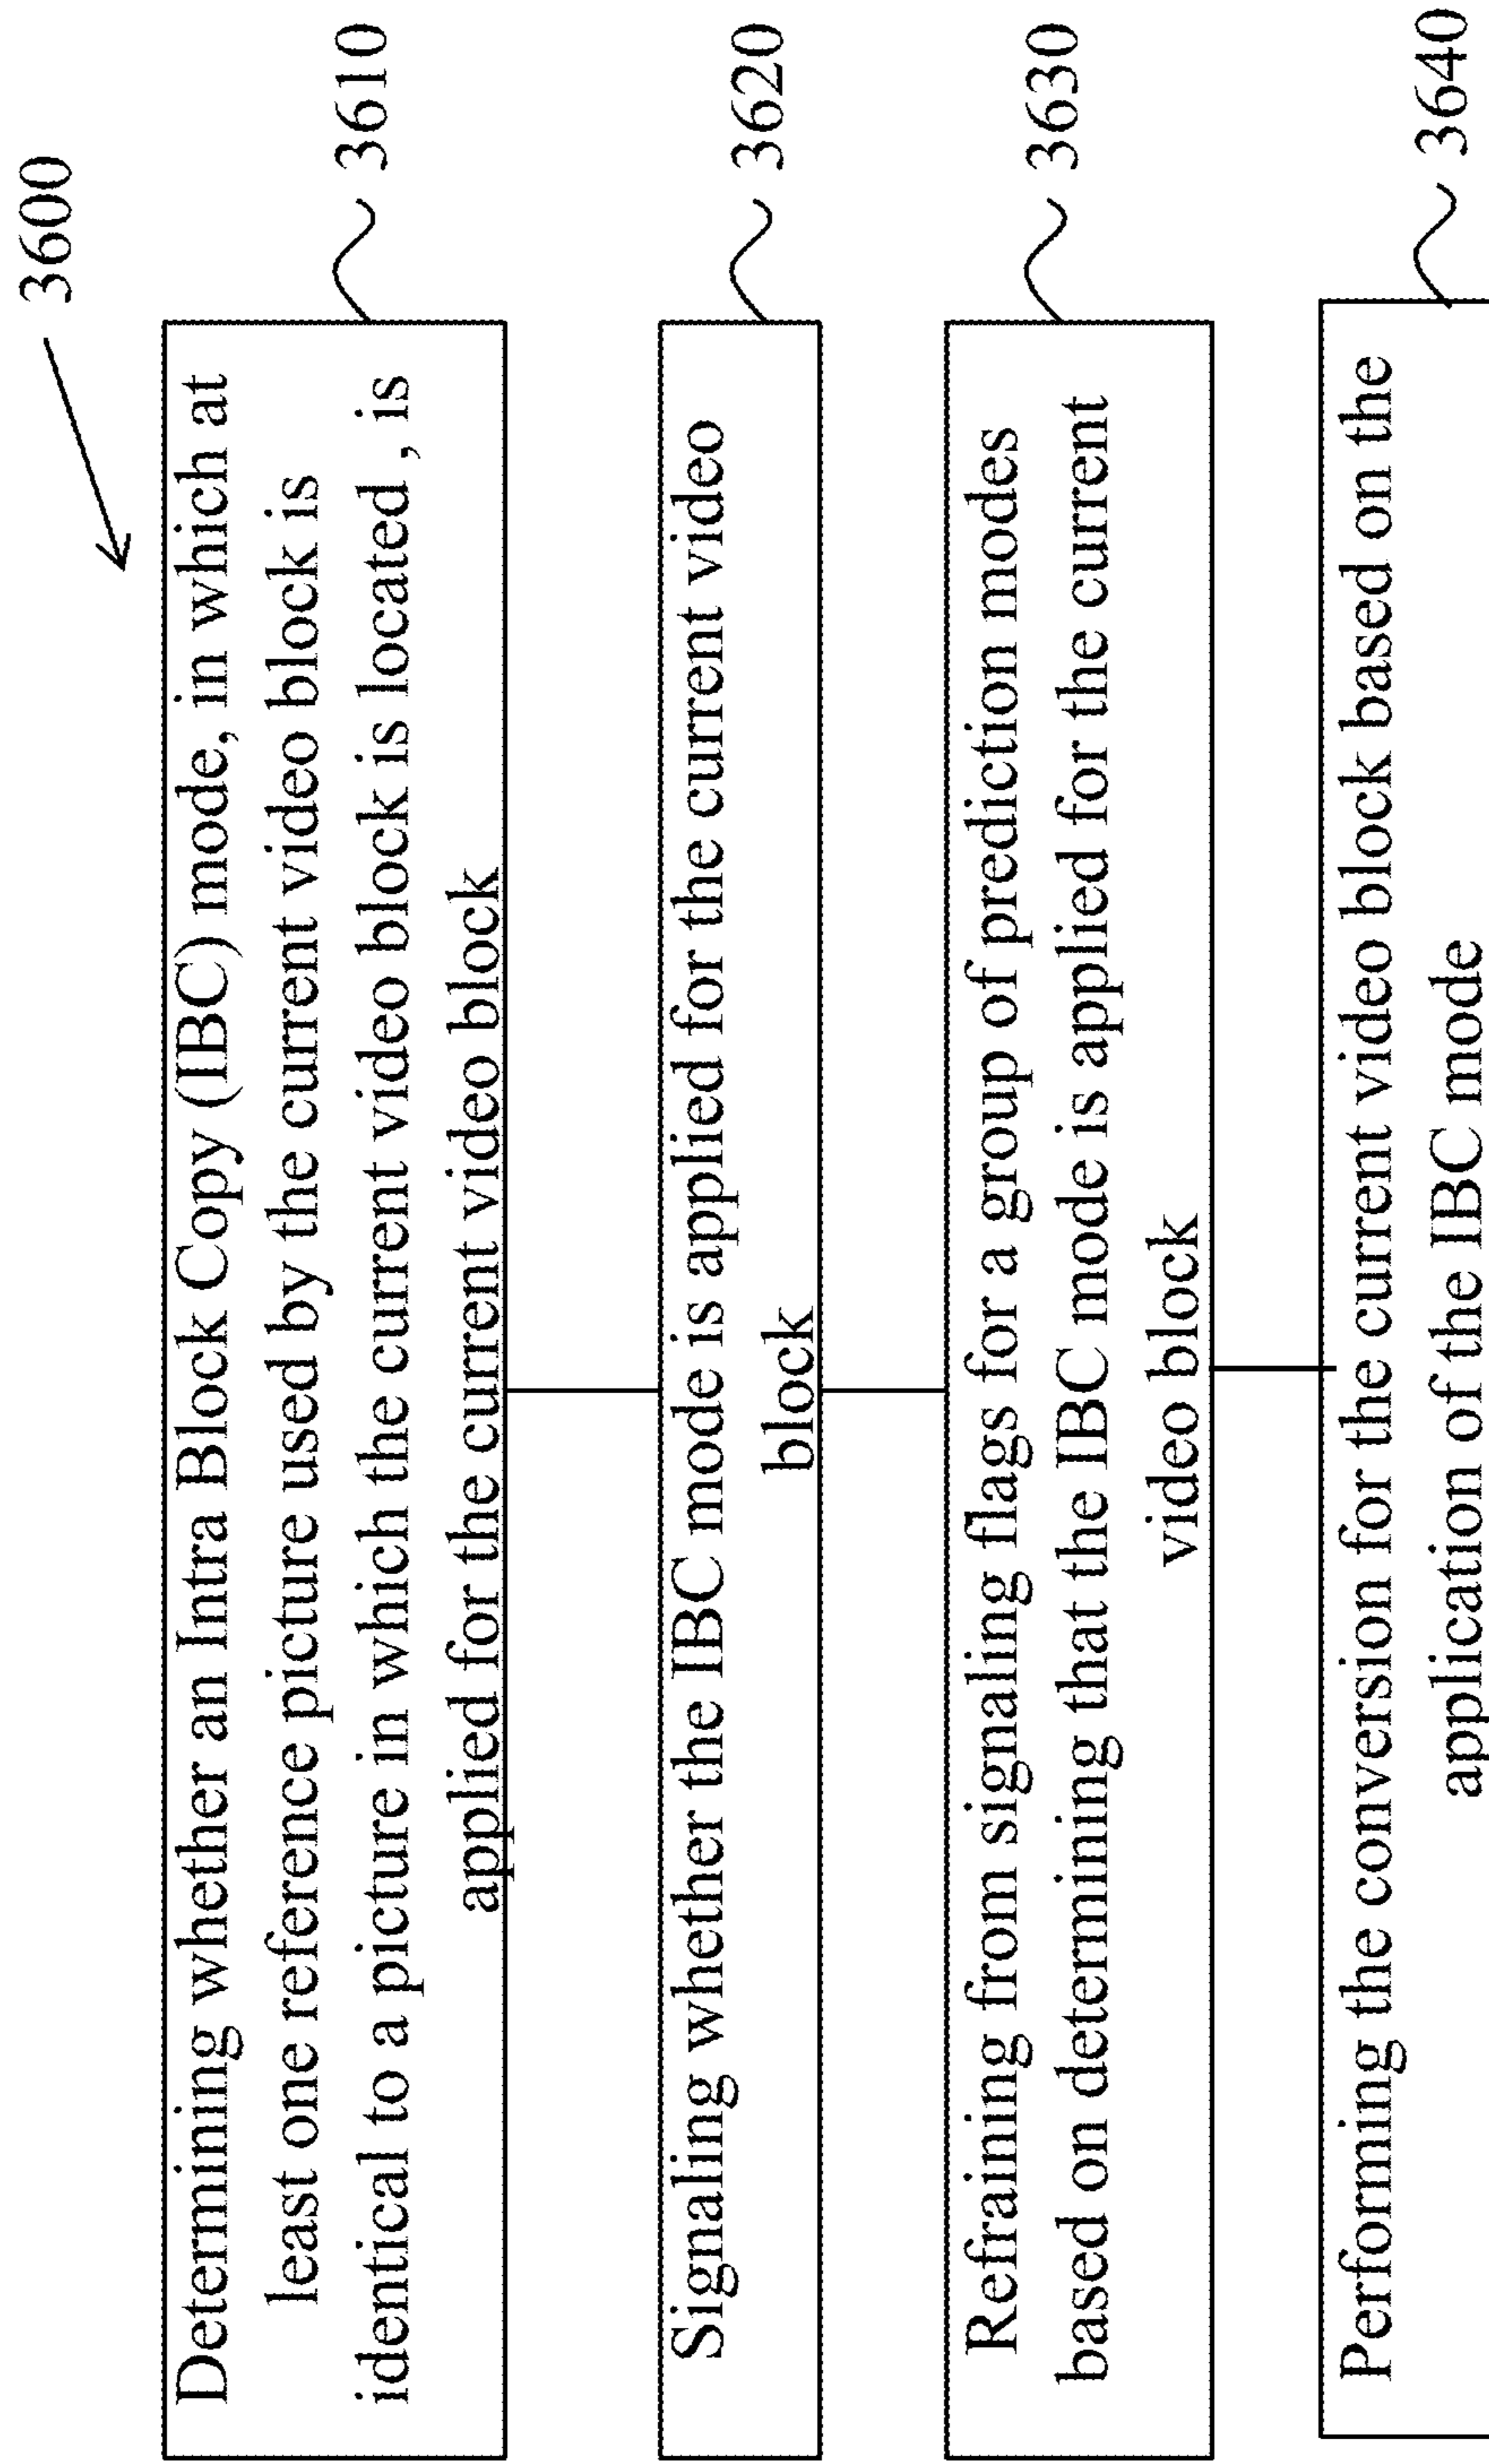 3600
Determining whether an Intra Block Copy (IBC) mode, in which at
least one reference picture used by the current video block is
identical to a picture in which the current video block is located , is
applied for the current video block
3610
Signaling whether the IBC mode is applied for the current video
block
3620
Refraining from signaling flags for a group of prediction modes
based on determining that the IBC mode is applied for the current
video block
3630
Performing the conversion for the current video block based on the
application of the IBC mode
3640